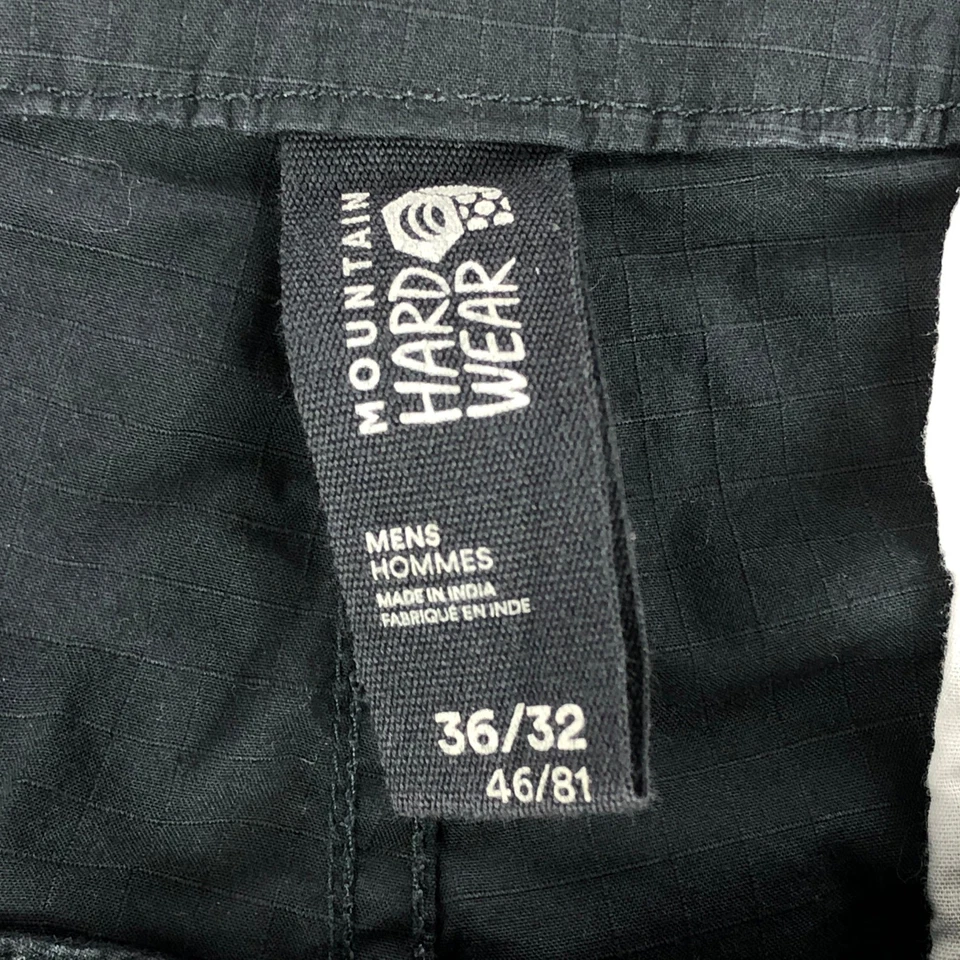 MOUNTAIN
HARD
WEAR
MENS
HOMMES
MADE IN INDIA
FABRIQUÉ EN INDE
36/32
46/81